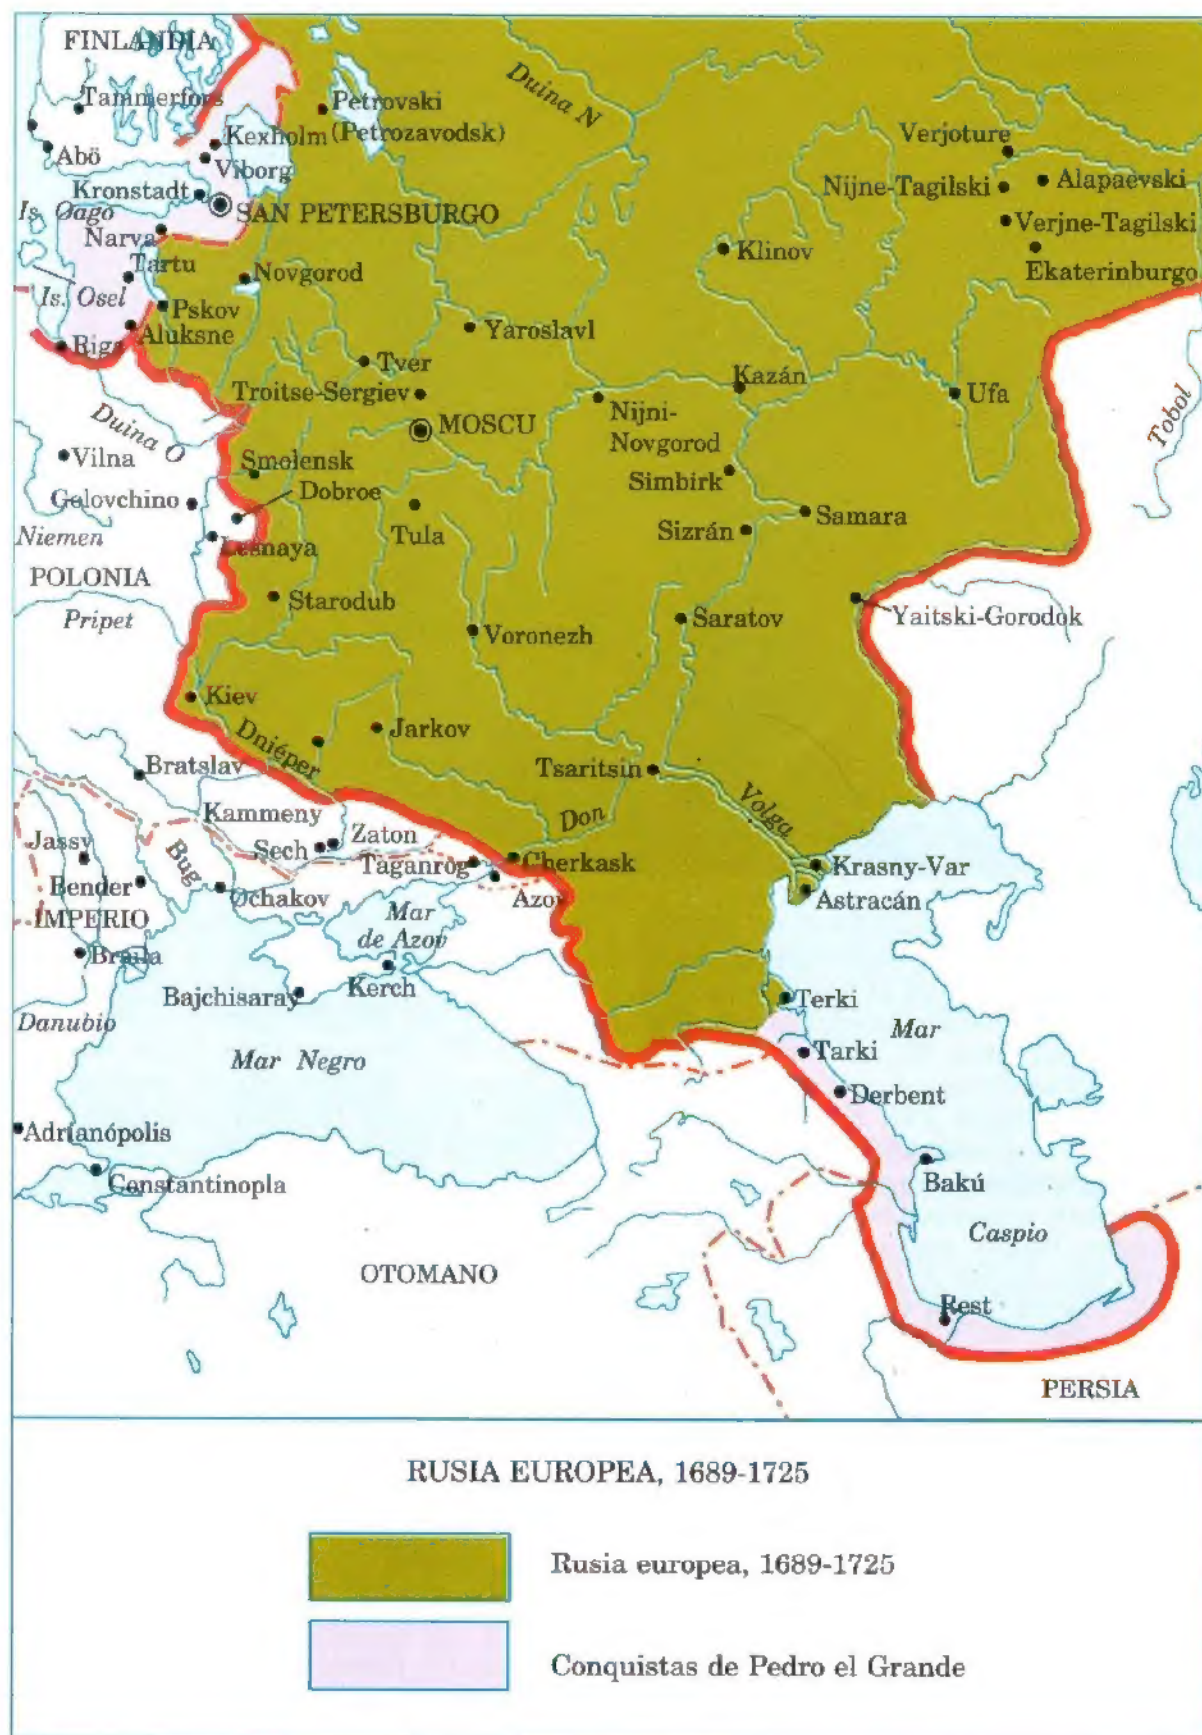 FINLANDIA
Duina N
Tammerfors
Petrovski
Kexholm (Petrozavodsk)
Verjoture
Abö
Viborg
Kronstadt
Nijne-Tagilski
Alapaëvski
Is. Øago
SAN PETERSBURGO
Narva
Verjne-Tagilski
Klinov
Tartu
Novgorod
Ekaterinburgo
Is. Osel
Pskov
Aluksne
Yaroslavl
Riga
Tver
Kazán
Troitse-Sergiev
Ufa
Tobol
Duina O
MOSCU
Nijni-
Novgorod
Vilna
Smolensk
Simbirk
Golovchino
Dobroe
Samara
Niemen
Lesnaya
Tula
Sizrán
POLONIA
Starodub
Pripet
Voronezh
Saratov
Yaitski-Gorodok
Kiev
Dniéper
Jarkov
Bratslav
Tsaritsin
Volga
Kammeny
Don
Jassy
Bug
Sech
Zaton
Taganrog
Cherkask
Krasny-Var
Bender
Ochakov
Azov
Astracán
IMPERIO
Mar
de Azov
Braila
Bajchisaray
Kerch
Terki
Danubio
Mar
Mar Negro
Tarki
Derbent
Adrianópolis
Constantinopla
Bakú
Caspio
OTOMANO
Rest
PERSIA
RUSIA EUROPEA, 1689-1725
Rusia europea, 1689-1725
Conquistas de Pedro el Grande